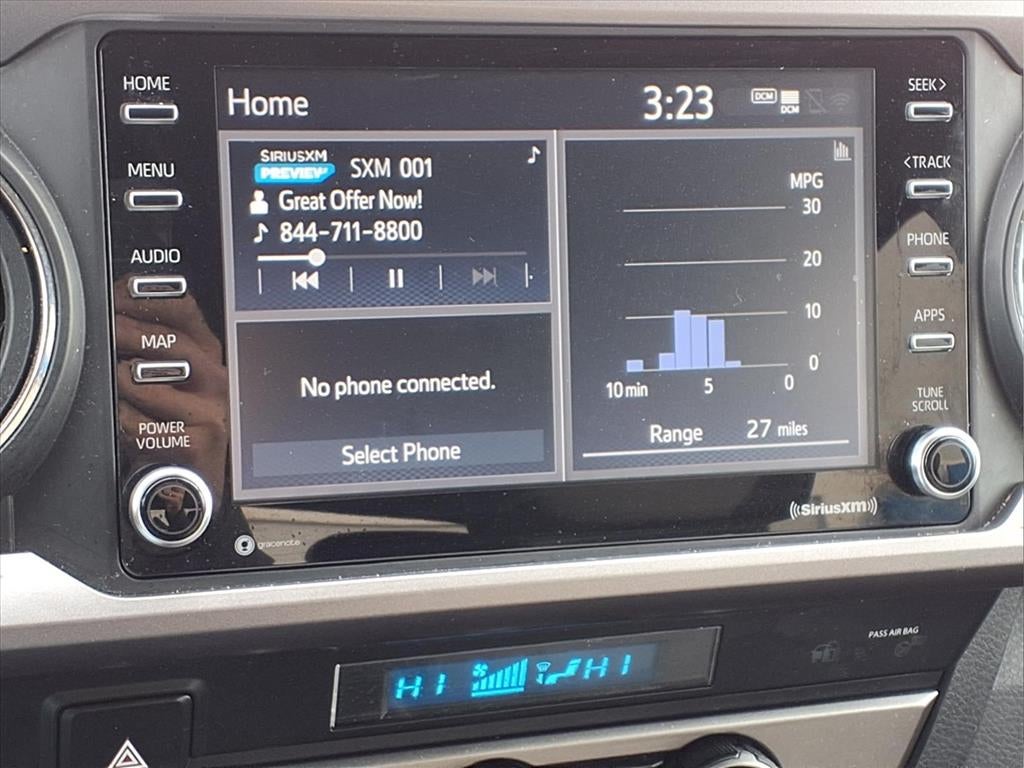 HOME
MENU
AUDIO
MAP
POWER
VOLUME
Home
3:23
DCM
DCM
SIRIUSXM
PREVIEW
SXM 001
Great Offer Now!
844-711-8800
No phone connected.
Select Phone
MPG
30
20
10
0
10 min 5 0
Range 27 miles
SEEK>
<TRACK
PHONE
APPS
TUNE
SCROLL
gracenote
((SiriusXM))
HI HI
PASS AIR BAG